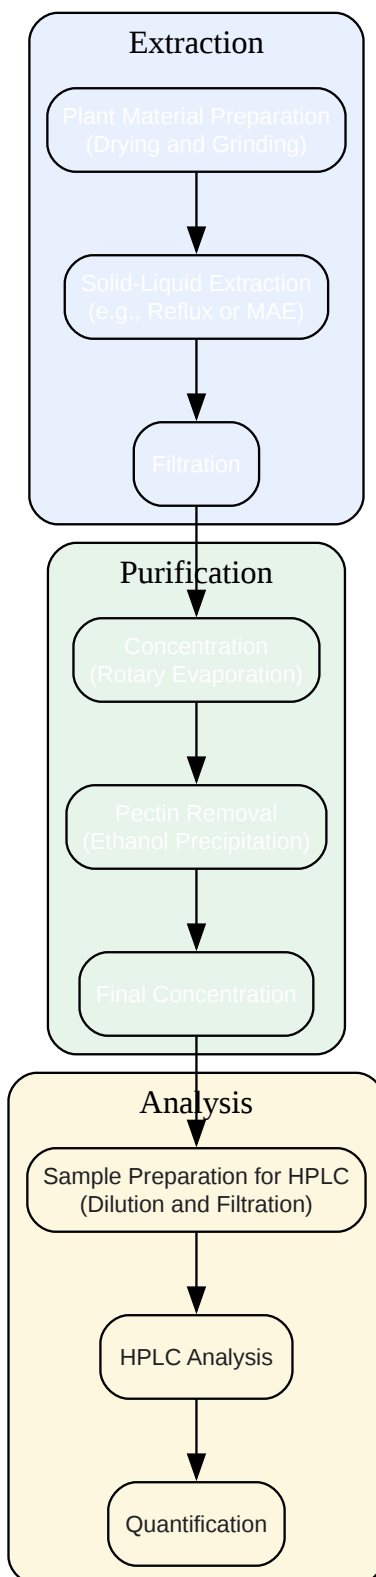 Extraction
Plant Material Preparation
(Drying and Grinding)
Solid-Liquid Extraction
(e.g., Reflux or MAE)
Filtration
Purification
Concentration
(Rotary Evaporation)
Pectin Removal
(Ethanol Precipitation)
Final Concentration
Analysis
Sample Preparation for HPLC
(Dilution and Filtration)
HPLC Analysis
Quantification